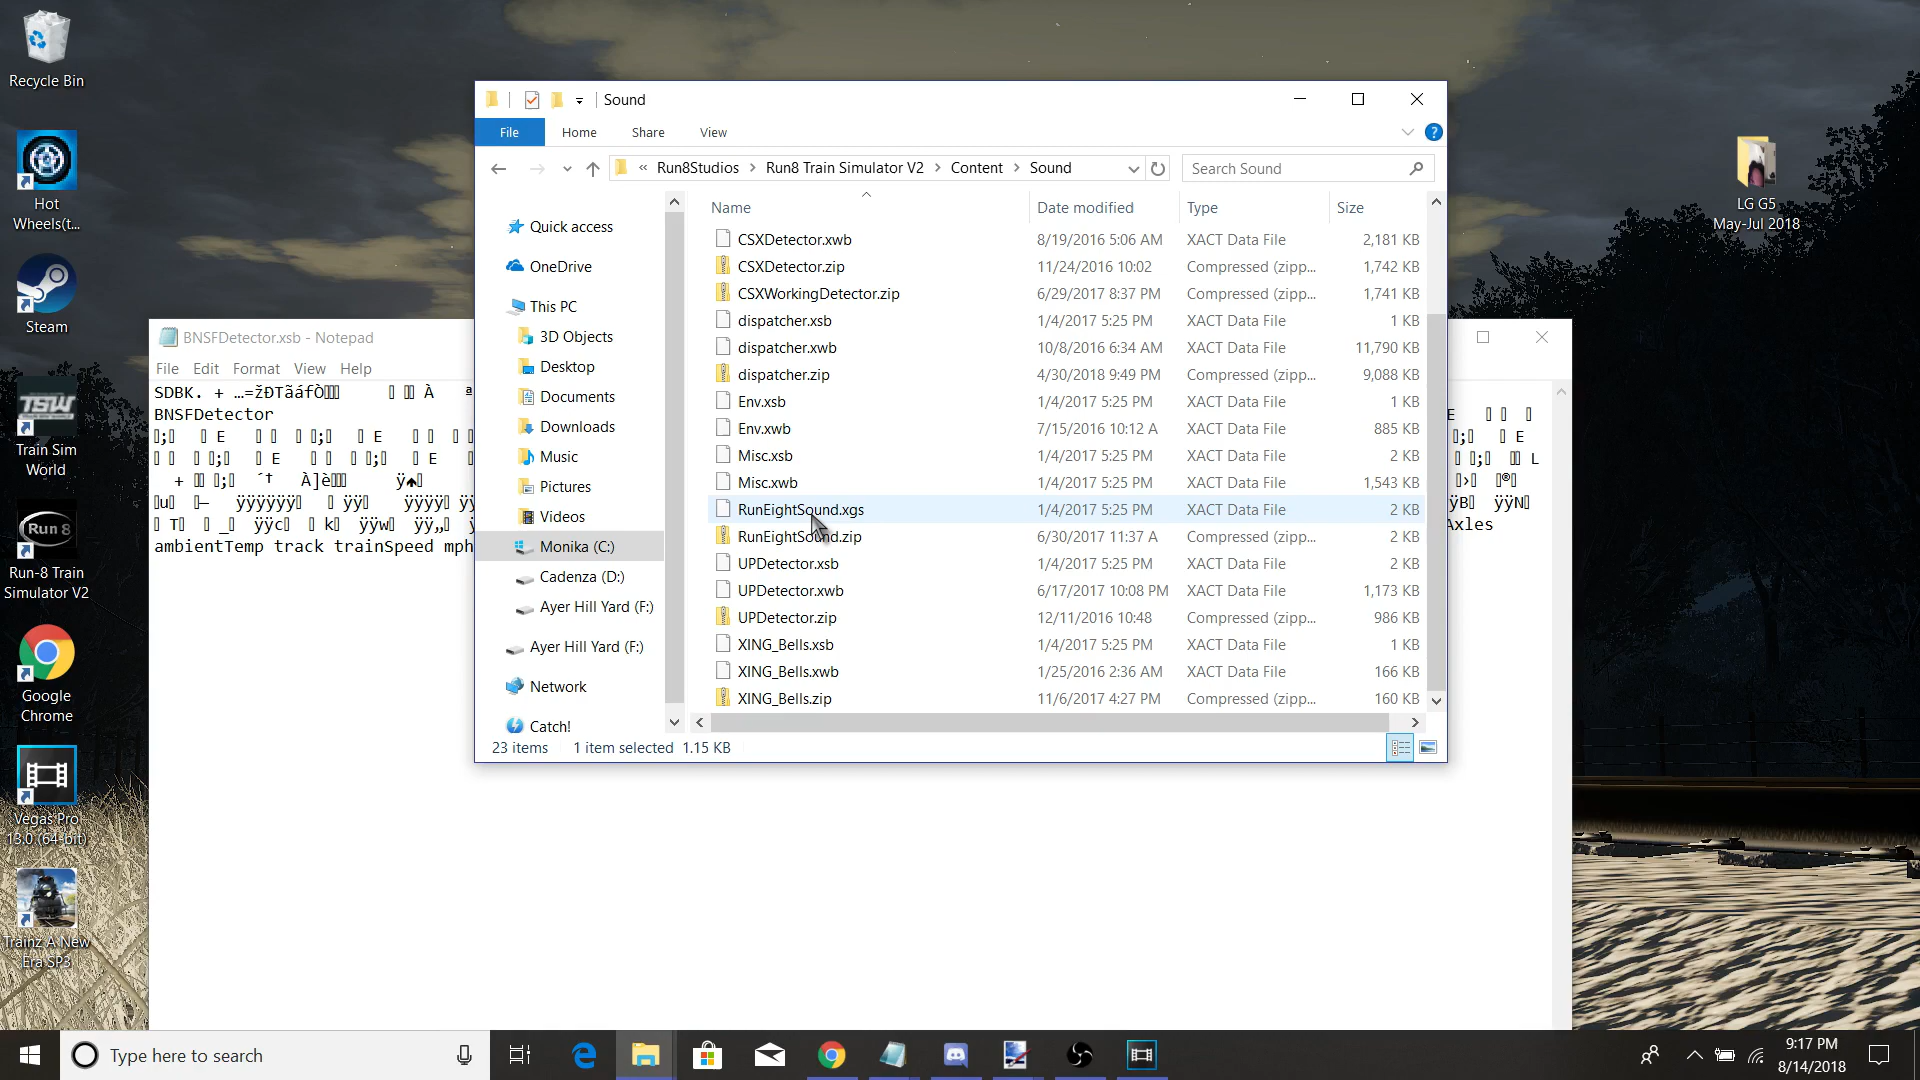 Recycle Bin
Hot
Wheels(t...
Steam
TSW
Train Sim
World
Run 8
Run-8 Train
Simulator V2
Google
Chrome
Vegas Pro
13.0 (64-bit)
Trainz A New
Era SP3
LG G5
May-Jul 2018
BNSFDetector.xsb - Notepad
File Edit Format View Help
BNSFDetector
ambientTemp track trainSpeed mph
Axles
Sound
File Home Share View
« Run8Studios > Run8 Train Simulator V2 > Content > Sound
Search Sound
Quick access
OneDrive
This PC
3D Objects
Desktop
Documents
Downloads
Music
Pictures
Videos
Monika (C:)
Cadenza (D:)
Ayer Hill Yard (F:)
Ayer Hill Yard (F:)
Network
Catch!
Name Date modified Type Size
CSXDetector.xwb 8/19/2016 5:06 AM XACT Data File 2,181 KB
CSXDetector.zip 11/24/2016 10:02 Compressed (zipp... 1,742 KB
CSXWorkingDetector.zip 6/29/2017 8:37 PM Compressed (zipp... 1,741 KB
dispatcher.xsb 1/4/2017 5:25 PM XACT Data File 1 KB
dispatcher.xwb 10/8/2016 6:34 AM XACT Data File 11,790 KB
dispatcher.zip 4/30/2018 9:49 PM Compressed (zipp... 9,088 KB
Env.xsb 1/4/2017 5:25 PM XACT Data File 1 KB
Env.xwb 7/15/2016 10:12 A XACT Data File 885 KB
Misc.xsb 1/4/2017 5:25 PM XACT Data File 2 KB
Misc.xwb 1/4/2017 5:25 PM XACT Data File 1,543 KB
RunEightSound.xgs 1/4/2017 5:25 PM XACT Data File 2 KB
RunEightSound.zip 6/30/2017 11:37 A Compressed (zipp... 2 KB
UPDetector.xsb 1/4/2017 5:25 PM XACT Data File 2 KB
UPDetector.xwb 6/17/2017 10:08 PM XACT Data File 1,173 KB
UPDetector.zip 12/11/2016 10:48 Compressed (zipp... 986 KB
XING_Bells.xsb 1/4/2017 5:25 PM XACT Data File 1 KB
XING_Bells.xwb 1/25/2016 2:36 AM XACT Data File 166 KB
XING_Bells.zip 11/6/2017 4:27 PM Compressed (zipp... 160 KB
23 items 1 item selected 1.15 KB
Type here to search
9:17 PM
8/14/2018